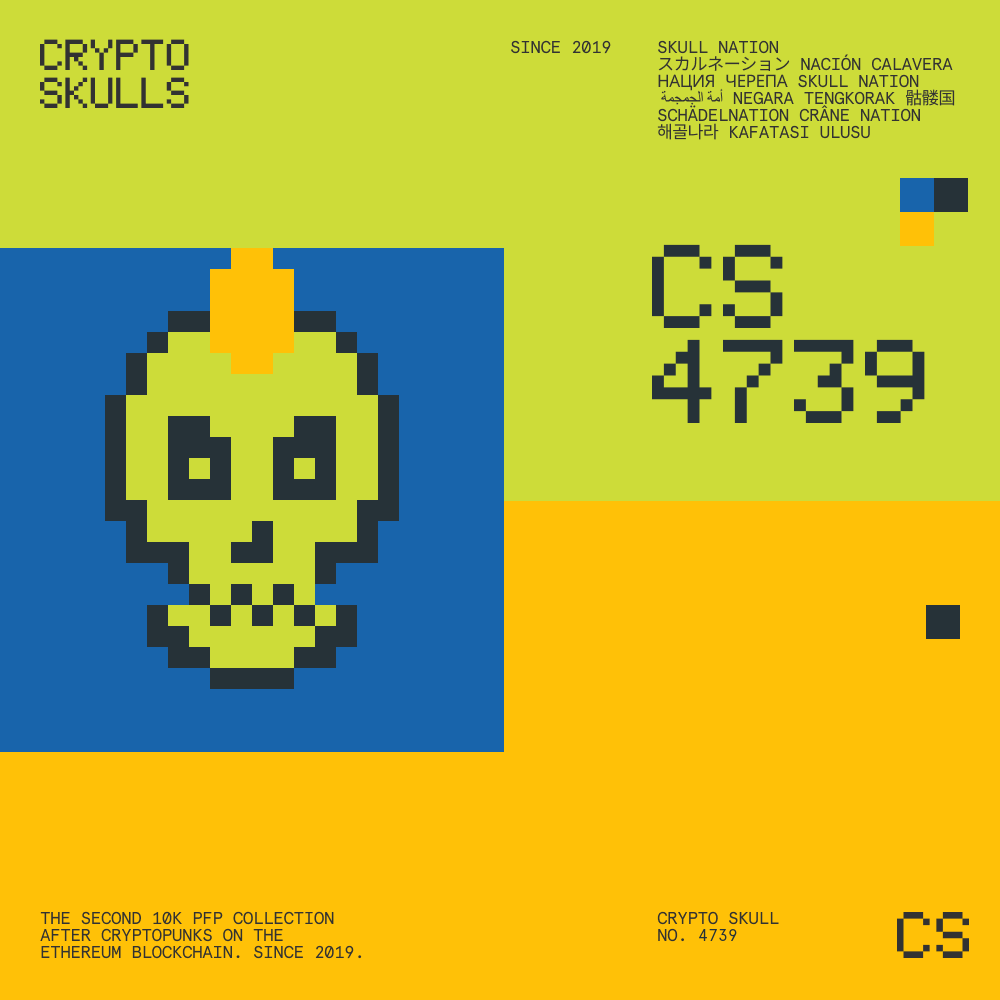 CRYPTO
SKULLS
SINCE 2019
SKULL NATION
スカルネーション NACIÓN CALAVERA
НАЦИЯ ЧЕРЕПА SKULL NATION
أمة الجمجمة NEGARA TENGKORAK 骷髅国
SCHÄDELNATION CRÂNE NATION
해골나라 KAFATASI ULUSU
CS
4739
THE SECOND 10K PFP COLLECTION
AFTER CRYPTOPUNKS ON THE
ETHEREUM BLOCKCHAIN. SINCE 2019.
CRYPTO SKULL
NO. 4739
CS